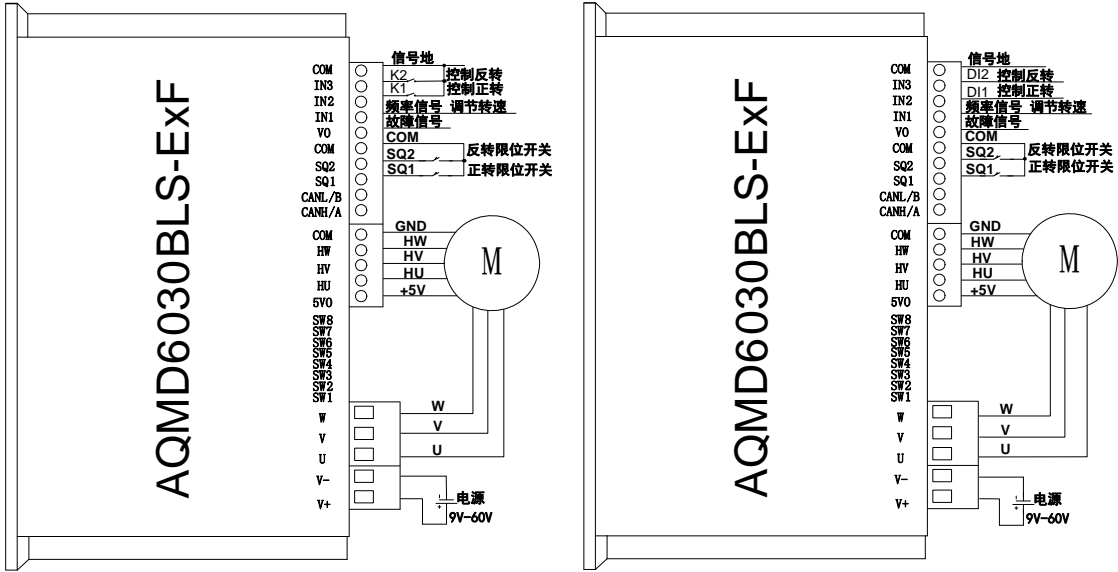 AQMD6030BLS-ExF
COM
IN3
IN2
IN1
VO
COM
SQ2
SQ1
CANL/B
CANH/A
COM
HW
HV
HU
5VO
SW8
SW7
SW6
SW5
SW4
SW3
SW2
SW1
W
V
U
V-
V+
信号地
K2 控制反转
K1 控制正转
频率信号 调节转速
故障信号
COM
SQ2 反转限位开关
SQ1 正转限位开关
GND
HW
HV
HU
+5V
M
W
V
U
电源
9V-60V
AQMD6030BLS-ExF
COM
IN3
IN2
IN1
VO
COM
SQ2
SQ1
CANL/B
CANH/A
COM
HW
HV
HU
5VO
SW8
SW7
SW6
SW5
SW4
SW3
SW2
SW1
W
V
U
V-
V+
信号地
DI2 控制反转
DI1 控制正转
频率信号 调节转速
故障信号
COM
SQ2 反转限位开关
SQ1 正转限位开关
GND
HW
HV
HU
+5V
M
W
V
U
电源
9V-60V